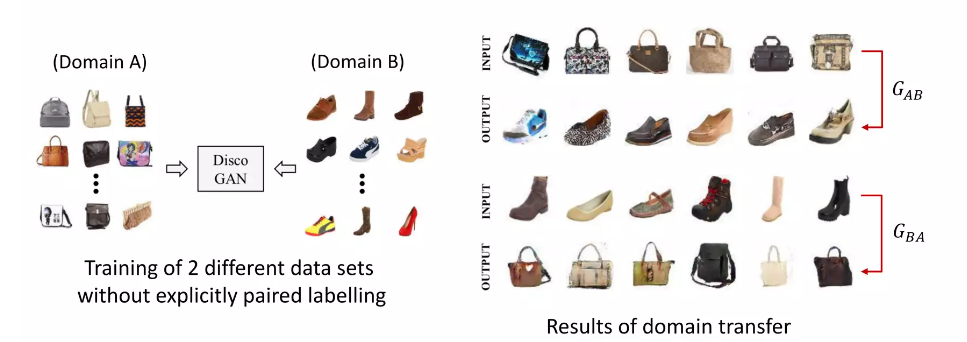 (Domain A)
(Domain B)
Disco
GAN
Training of 2 different data sets
without explicitly paired labelling
INPUT
OUTPUT
G_AB
INPUT
OUTPUT
G_BA
Results of domain transfer